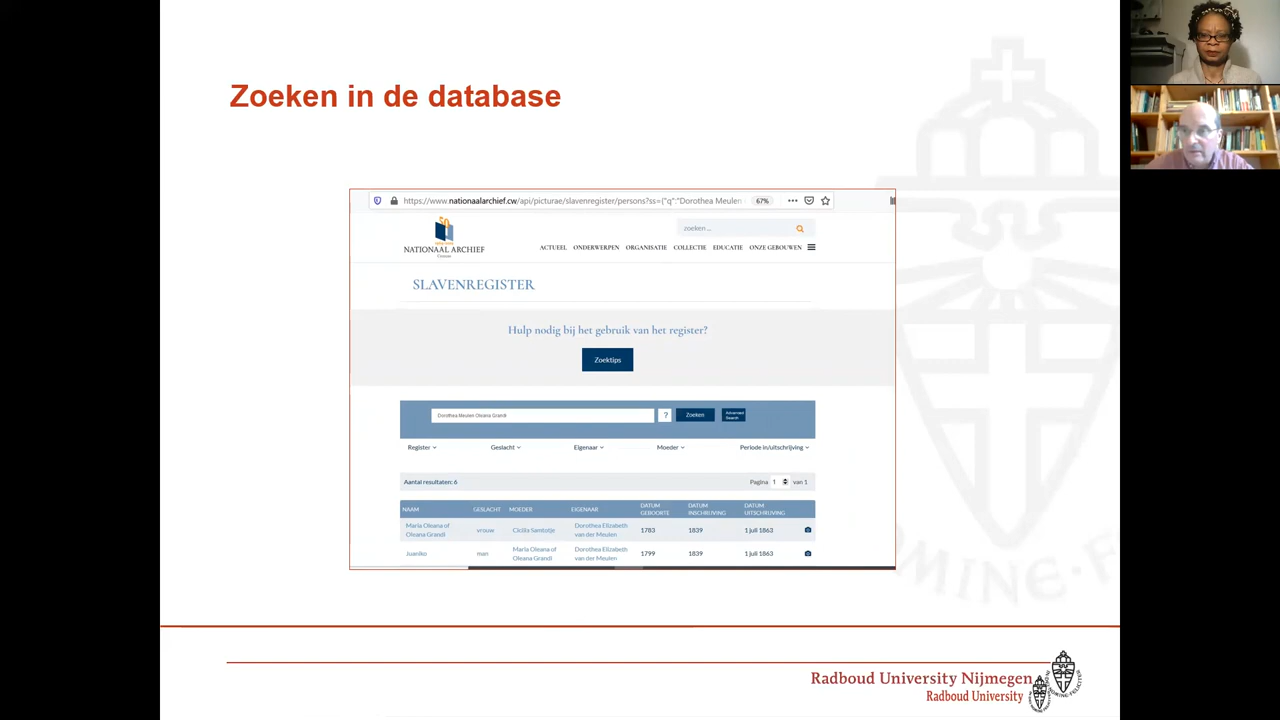 Zoeken in de database
https://www.nationaalarchief.cw/api/picturae/slavenregister/persons?ss={"q":"Dorothea Meulen
67%
NATIONAAL ARCHIEF
zoeken ...
ACTUEEL ONDERWERPEN ORGANISATIE COLLECTIE EDUCATIE ONZE GEBOUWEN
SLAVENREGISTER
Hulp nodig bij het gebruik van het register?
Zoektips
Dorothea Meulen Oleana Grandi ? Zoeken Advanced Search
Register Geslacht Eigenaar Moeder Periode in/uitschrijving
Aantal resultaten: 6 Pagina 1 van 1
NAAM GESLACHT MOEDER EIGENAAR DATUM GEBOORTE DATUM INSCHRIJVING DATUM UITSCHRIJVING
Maria Oleana of Oleana Grandi vrouw Cicilia Santotje Dorothea Elizabeth van der Meulen 1783 1839 1 juli 1863
Juaniko man Maria Oleana of Oleana Grandi Dorothea Elizabeth van der Meulen 1799 1839 1 juli 1863
OMINE·F
Radboud University Nijmegen
Radboud University